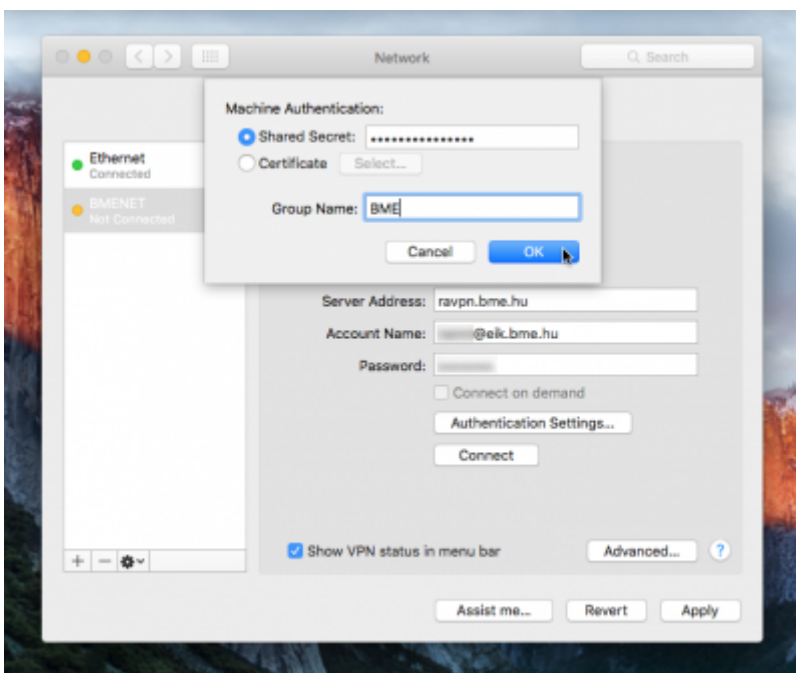 Network
Search
Machine Authentication:
Shared Secret: •••••••••••••••
Certificate Select...
Group Name: BME
Cancel OK
Ethernet
Connected
BMENET
Not Connected
Server Address: ravpn.bme.hu
Account Name: @eik.bme.hu
Password:
Connect on demand
Authentication Settings...
Connect
Show VPN status in menu bar
Advanced... ?
+ −
Assist me... Revert Apply